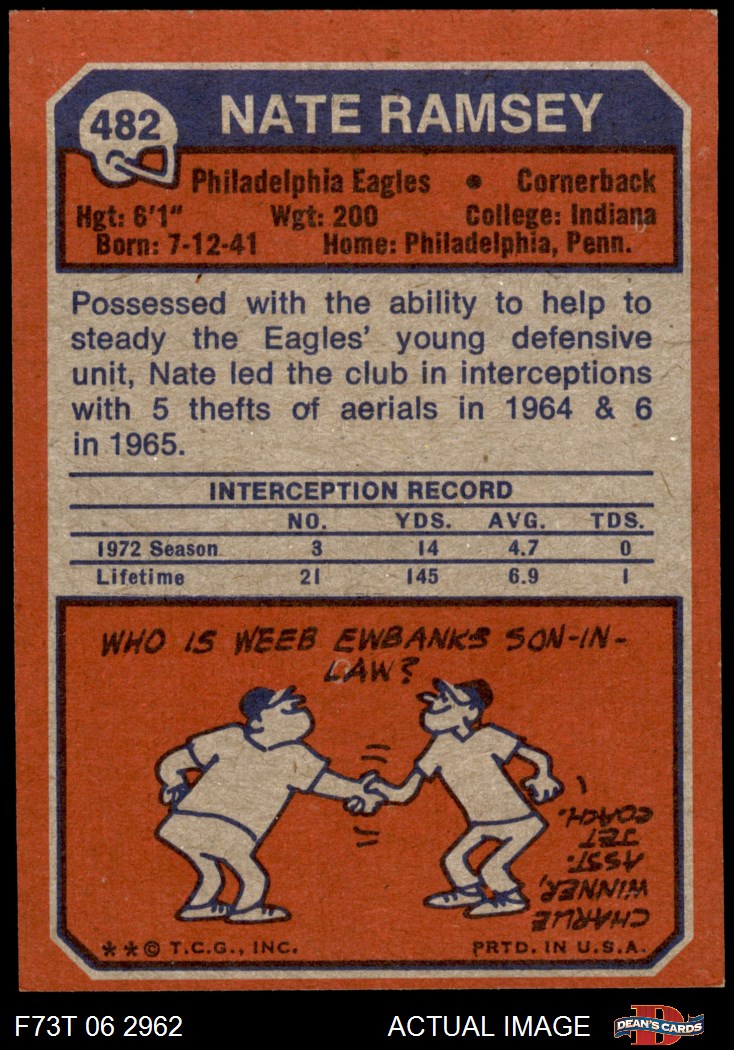 482
NATE RAMSEY
Philadelphia Eagles • Cornerback
Hgt: 6'1" Wgt: 200 College: Indiana
Born: 7-12-41 Home: Philadelphia, Penn.
Possessed with the ability to help to
steady the Eagles' young defensive
unit, Nate led the club in interceptions
with 5 thefts of aerials in 1964 & 6
in 1965.
INTERCEPTION RECORD
NO. YDS. AVG. TDS.
1972 Season 3 14 4.7 0
Lifetime 21 145 6.9 1
WHO IS WEEB EWBANKS SON-IN-
LAW?
CHARLIE
WINNER,
ASST.
JET
COACH.
**© T.C.G., INC. PRTD. IN U.S.A.
F73T 06 2962 ACTUAL IMAGE
D
DEAN'S CARDS